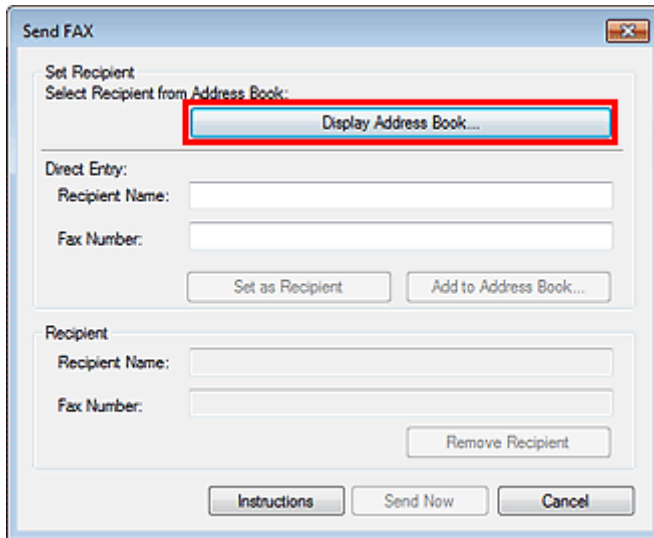 Send FAX
Set Recipient
Select Recipient from Address Book:
Display Address Book....
Direct Entry:
Recipient Name:
Fax Number:
Set as Recipient
Add to Address Book...
Recipient
Recipient Name:
Fax Number:
Remove Recipient
Instructions
Send Now
Cancel